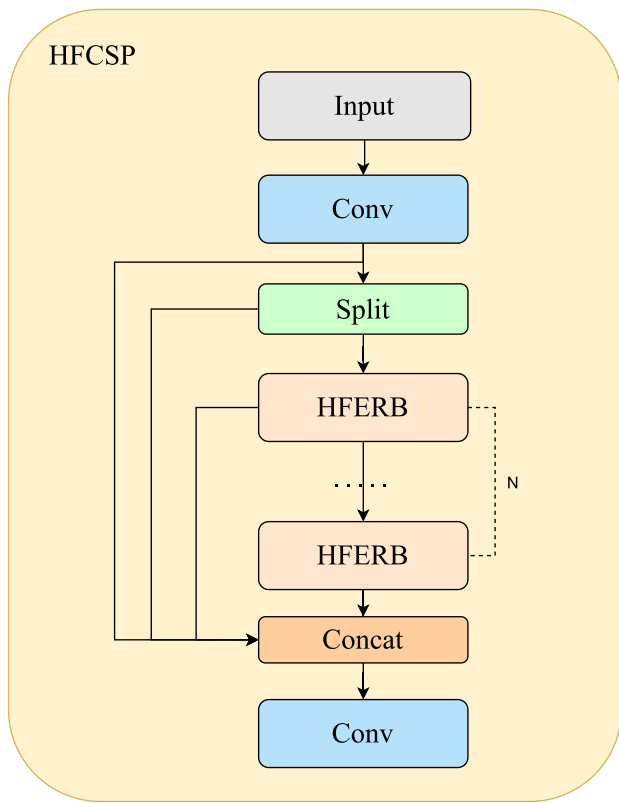 HFCSP
Input
Conv
Split
HFERB
.....
N
HFERB
Concat
Conv